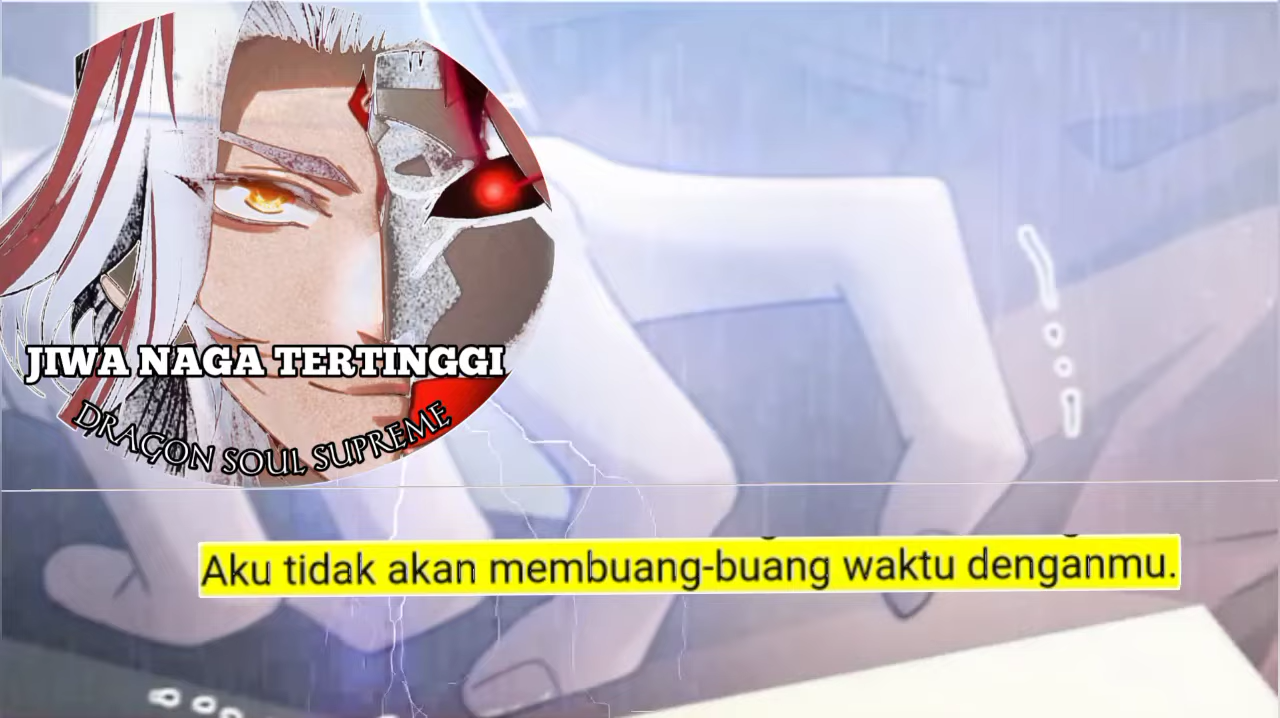 JIWA NAGA TERTINGGI
DRAGON SOUL SUPREME
Aku tidak akan membuang-buang waktu denganmu.